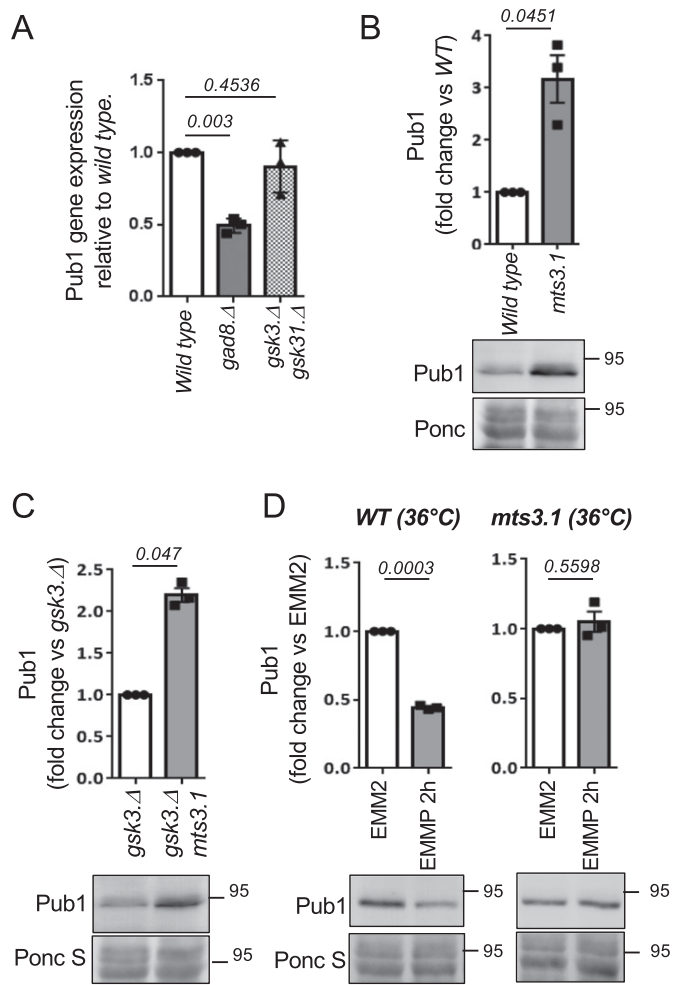 A
Pub1 gene expression
relative to wild type.
1.5
1.0
0.5
0.0
0.4536
0.003
Wild type
gad8.Δ
gsk3.Δ
gsk31.Δ
B
Pub1
(fold change vs WT)
4
3
2
1
0
0.0451
Wild type
mts3.1
Pub1
95
Ponc
95
C
Pub1
(fold change vs gsk3.Δ)
2.5
2.0
1.5
1.0
0.5
0.0
0.047
gsk3.Δ
gsk3.Δ
mts3.1
Pub1
95
Ponc S
95
D
WT (36°C)
Pub1
(fold change vs EMM2)
1.5
1.0
0.5
0.0
0.0003
EMM2
EMMP 2h
Pub1
95
Ponc S
95
mts3.1 (36°C)
1.5
1.0
0.5
0.0
0.5598
EMM2
EMMP 2h
95
95